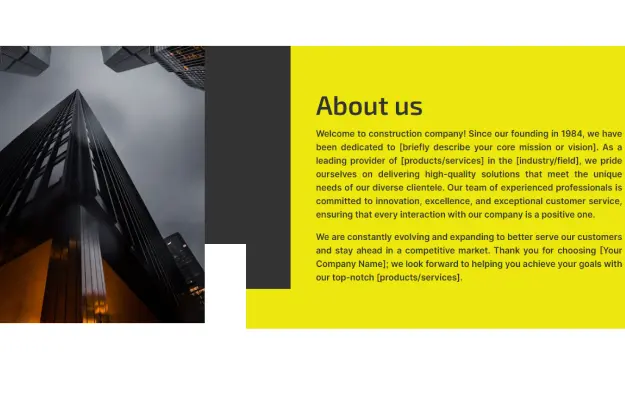 About us
Welcome to construction company! Since our founding in 1984, we have
been dedicated to [briefly describe your core mission or vision]. As a
leading provider of [products/services] in the [industry/field], we pride
ourselves on delivering high-quality solutions that meet the unique
needs of our diverse clientele. Our team of experienced professionals is
committed to innovation, excellence, and exceptional customer service,
ensuring that every interaction with our company is a positive one.
We are constantly evolving and expanding to better serve our customers
and stay ahead in a competitive market. Thank you for choosing [Your
Company Name]; we look forward to helping you achieve your goals with
our top-notch [products/services].